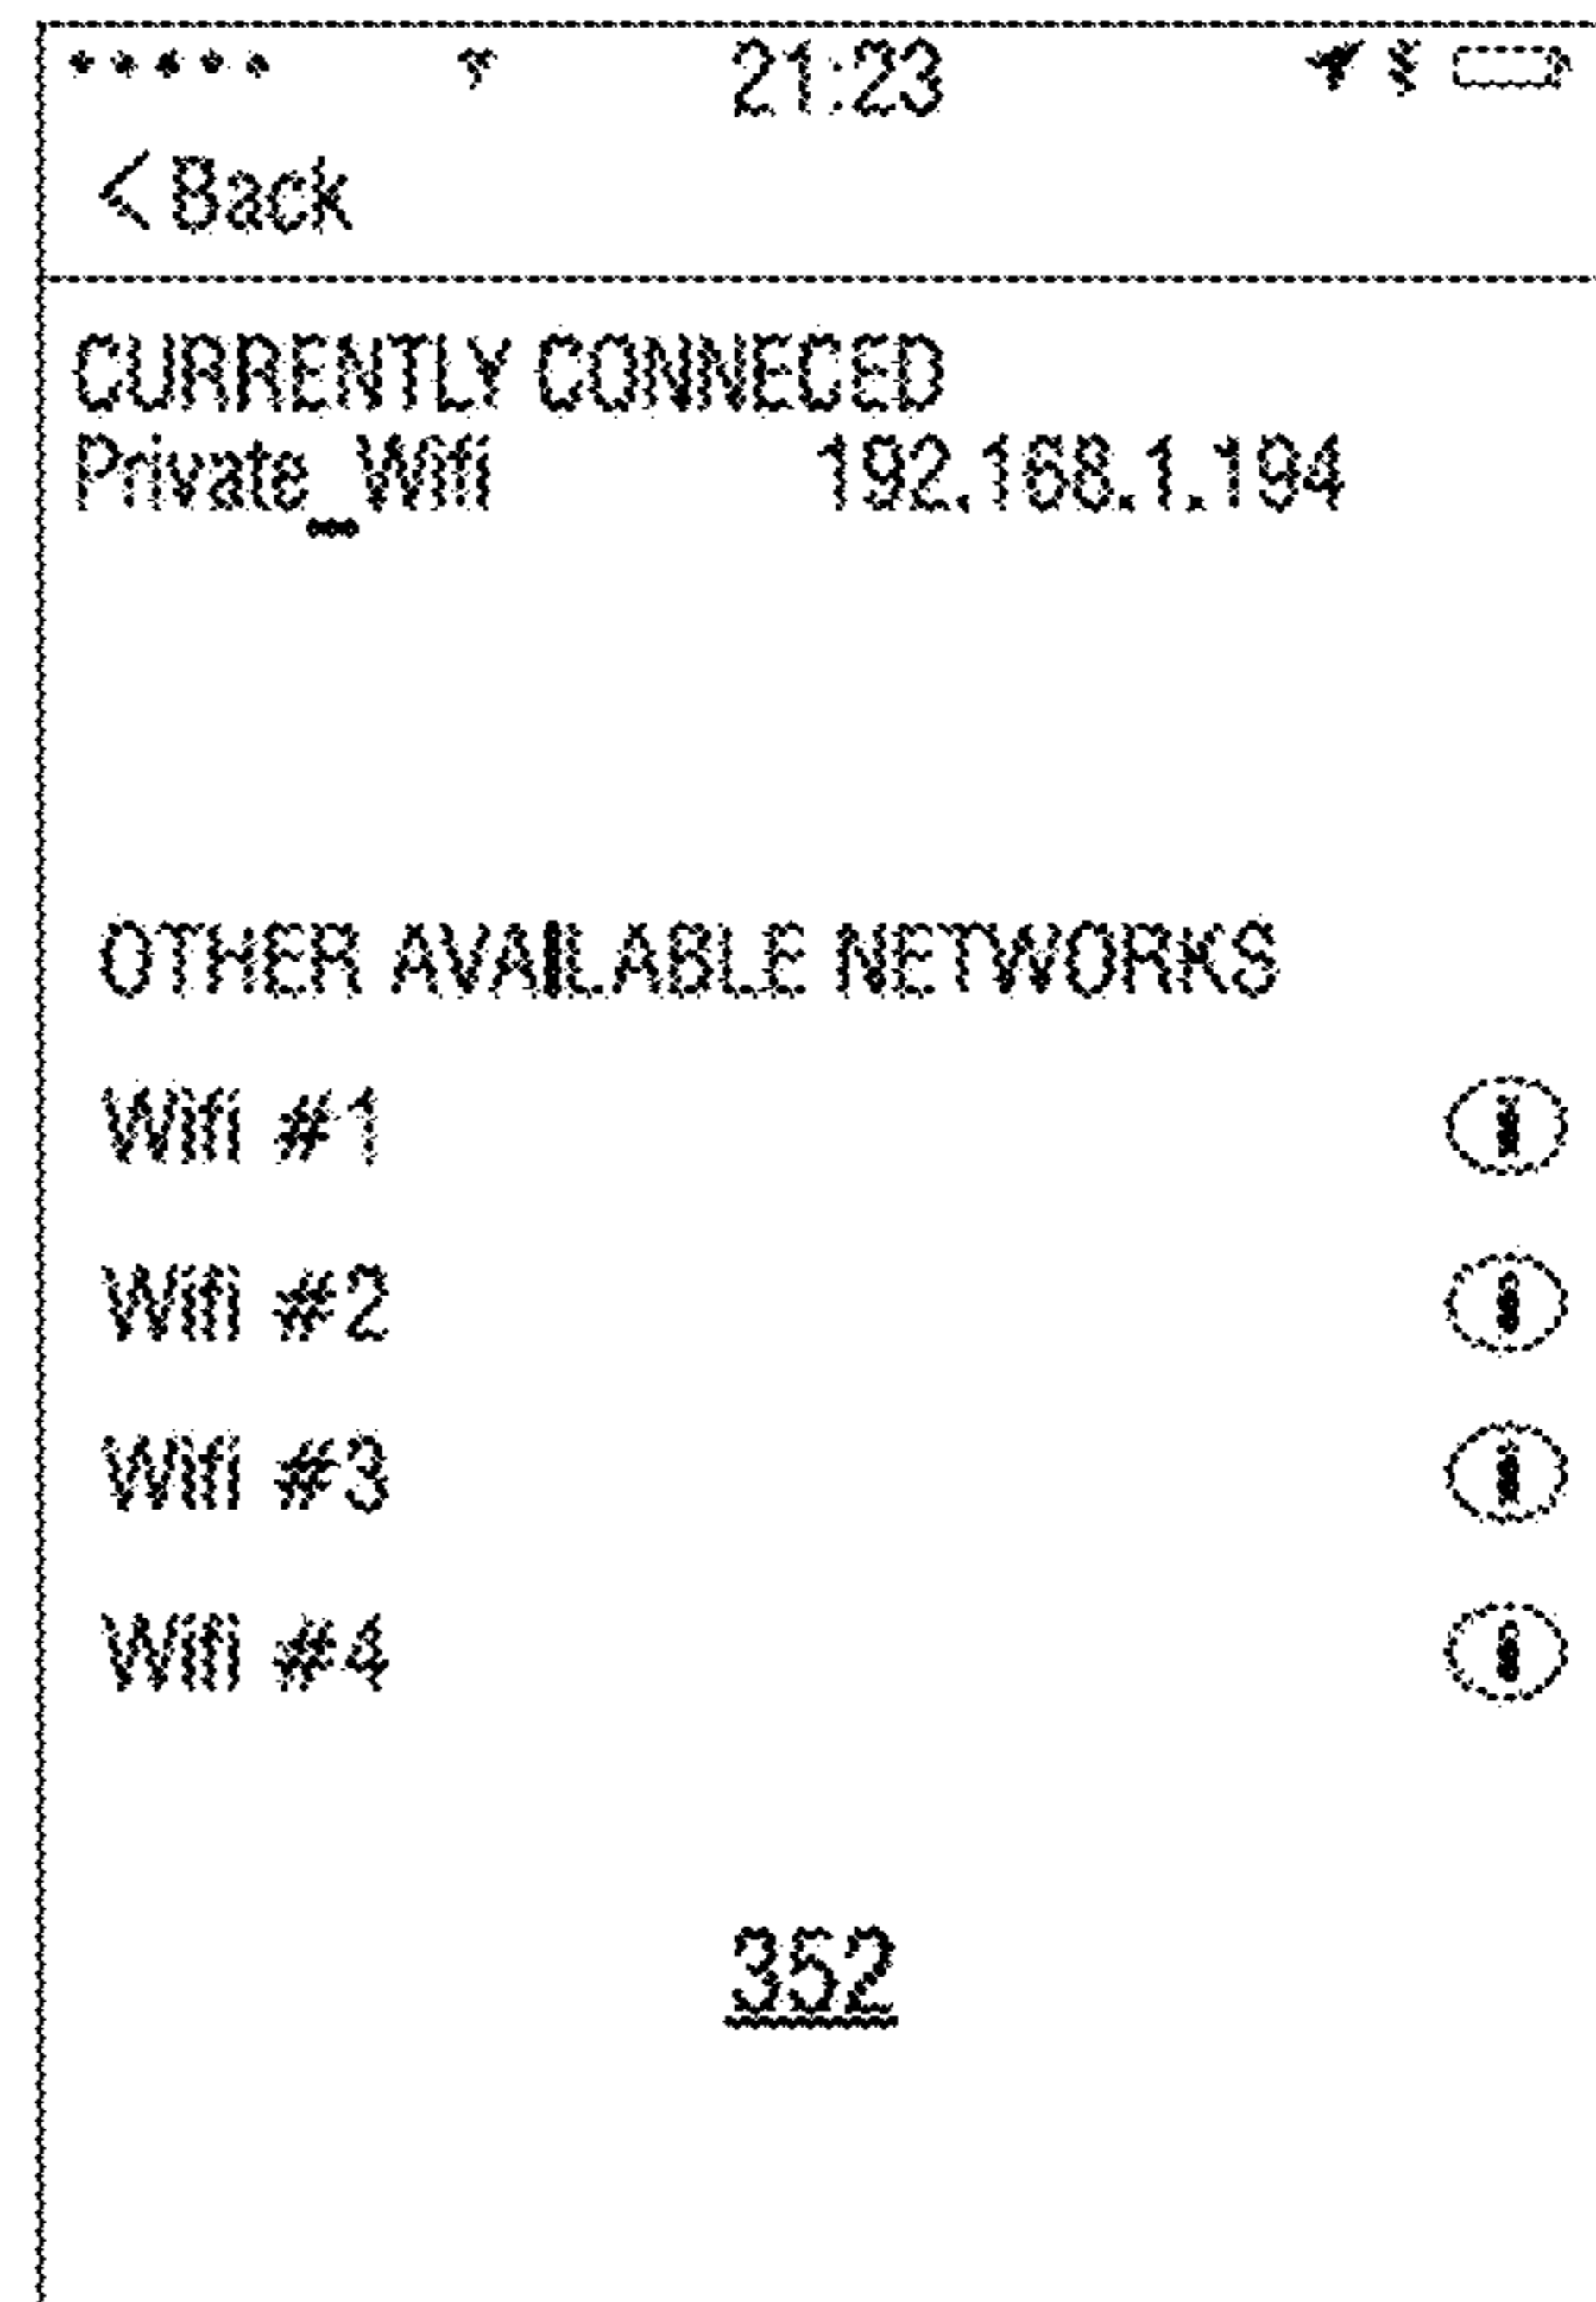 21:23
< Back
CURRENTLY CONNECED
Private_Wifi 192.168.1.194
OTHER AVAILABLE NETWORKS
Wifi #1 i
Wifi #2 i
Wifi #3 i
Wifi #4 i
352